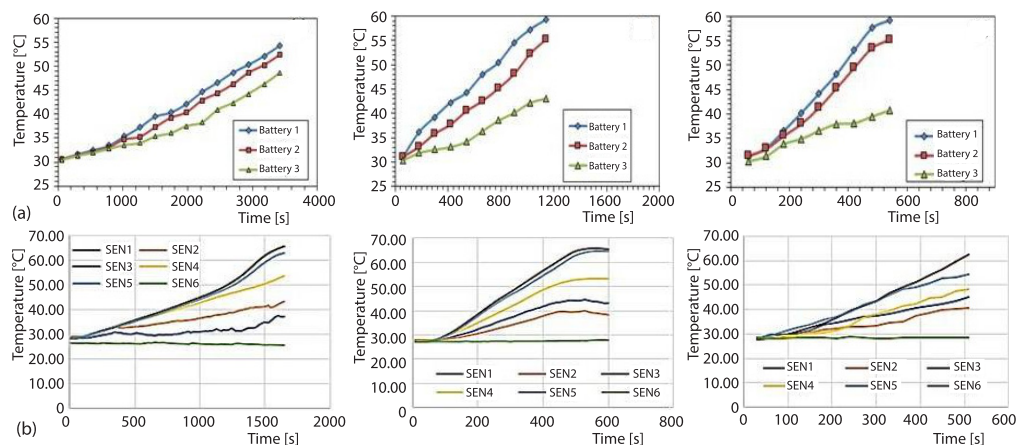 (a)
Temperature [°C]
60
55
50
45
40
35
30
25
0 1000 2000 3000 4000
Time [s]
Battery 1
Battery 2
Battery 3
Temperature [°C]
60
55
50
45
40
35
30
25
0 400 800 1200 1600 2000
Time [s]
Battery 1
Battery 2
Battery 3
Temperature [°C]
60
55
50
45
40
35
30
25
0 200 400 600 800
Time [s]
Battery 1
Battery 2
Battery 3
(b)
Temperature [°C]
70.00
60.00
50.00
40.00
30.00
20.00
10.00
0
0 500 1000 1500 2000
Time [s]
SEN1 SEN2
SEN3 SEN4
SEN5 SEN6
Temperature [°C]
70.00
60.00
50.00
40.00
30.00
20.00
10.00
0.00
0 200 400 600 800
Time [s]
SEN1 SEN2 SEN3
SEN4 SEN5 SEN6
Temperature [°C]
70.00
60.00
50.00
40.00
30.00
20.00
10.00
0.00
0 100 200 300 400 500 600
Time [s]
SEN1 SEN2 SEN3
SEN4 SEN5 SEN6